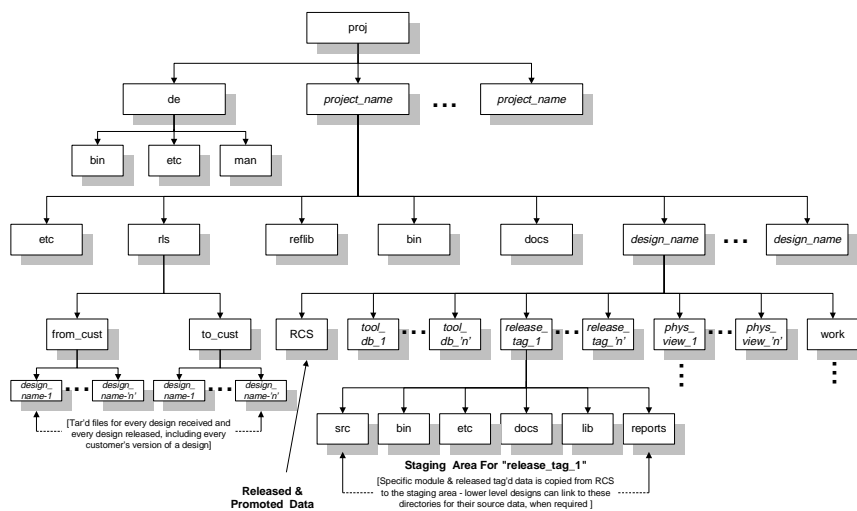 proj
de
project_name
...
project_name
bin
etc
man
etc
rls
reflib
bin
docs
design_name
...
design_name
from_cust
to_cust
RCS
tool_
db_1
...
tool_
db_'n'
release_
tag_1
...
release_
tag_'n'
phys_
view_1
...
phys_
view_'n'
work
design_
name-1
...
design_
name-'n'
design_
name-1
...
design_
name-'n'
[Tar'd files for every design received and
every design released, including every
customer's version of a design]
src
bin
etc
docs
lib
reports
Released &
Promoted Data
Staging Area For "release_tag_1"
[Specific module & released tag'd data is copied from RCS
to the staging area - lower level designs can link to these
directories for their source data, when required ]